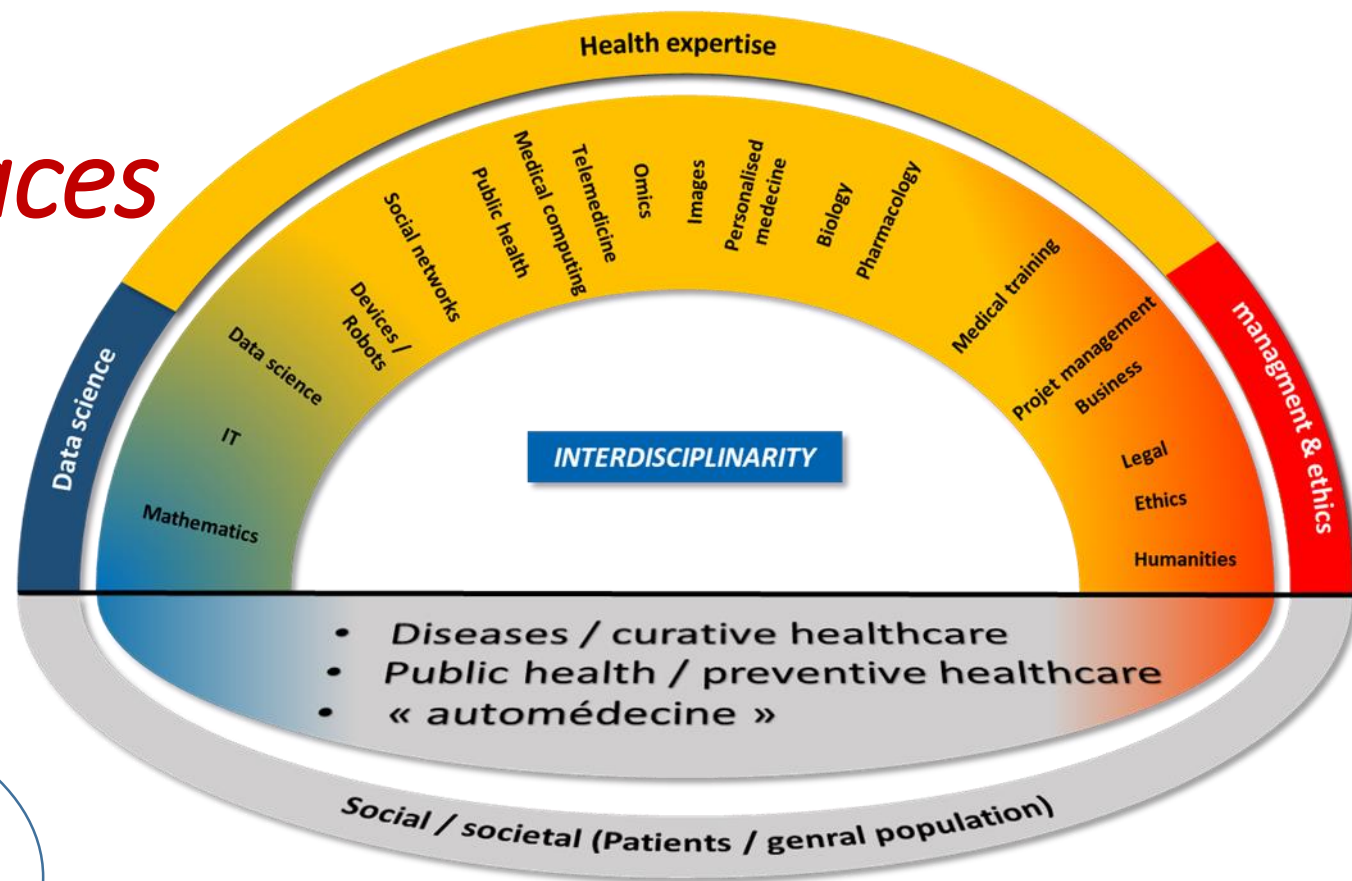 Health expertise
aces
Data science
managment & ethics
Mathematics
IT
Data science
Devices /
Robots
Social networks
Public health
Medical computing
Telemedicine
Omics
Images
Personalised
medecine
Biology
Pharmacology
Medical training
Projet management
Business
Legal
Ethics
Humanities
INTERDISCIPLINARITY
• Diseases / curative healthcare
• Public health / preventive healthcare
• « automédecine »
Social / societal (Patients / genral population)